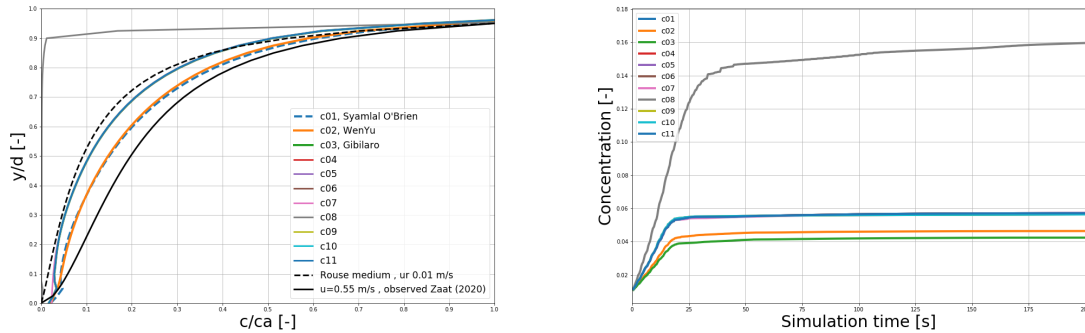 y/d [-]
1.0
0.9
0.8
0.7
0.6
0.5
0.4
0.3
0.2
0.1
0.0
c01, Syamlal O'Brien
c02, WenYu
c03, Gibilaro
c04
c05
c06
c07
c08
c09
c10
c11
Rouse medium , ur 0.01 m/s
u=0.55 m/s , observed Zaat (2020)
0.0 0.1 0.2 0.3 0.4 0.5 0.6 0.7 0.8 0.9 1.0
c/ca [-]
Concentration [-]
0.18
0.16
0.14
0.12
0.10
0.08
0.06
0.04
0.02
c01
c02
c03
c04
c05
c06
c07
c08
c09
c10
c11
0 25 50 75 100 125 150 175 200
Simulation time [s]